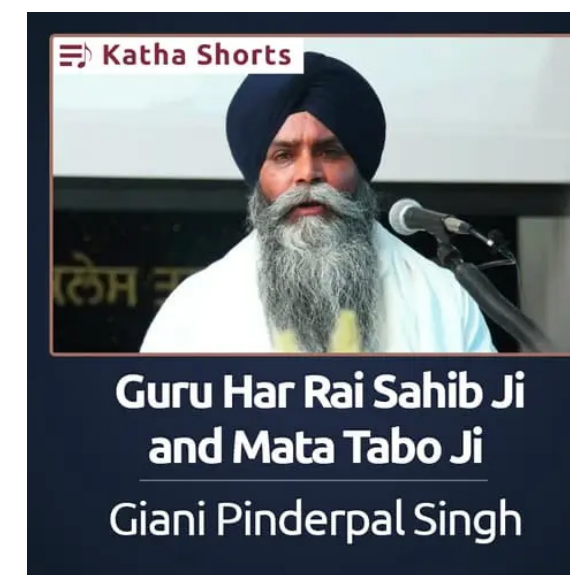 Katha Shorts
Guru Har Rai Sahib Ji
and Mata Tabo Ji
Giani Pinderpal Singh